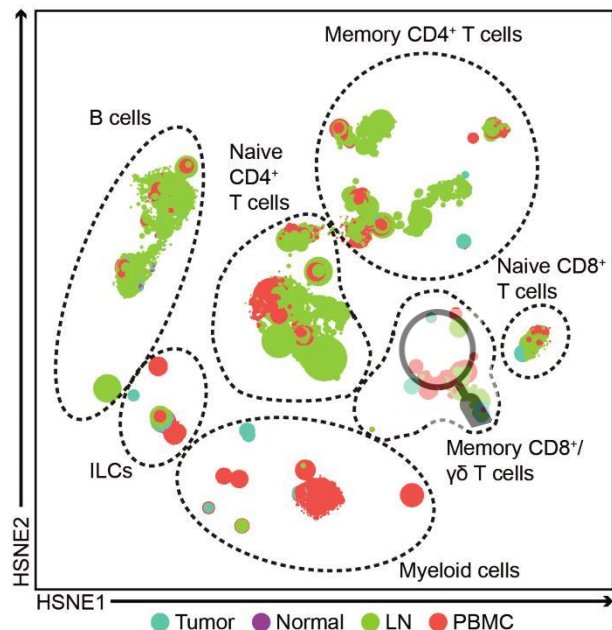 Memory CD4⁺ T cells
B cells
Naive
CD4⁺
T cells
Naive CD8⁺
T cells
Memory CD8⁺/
γδ T cells
ILCs
Myeloid cells
HSNE2
HSNE1
Tumor Normal LN PBMC